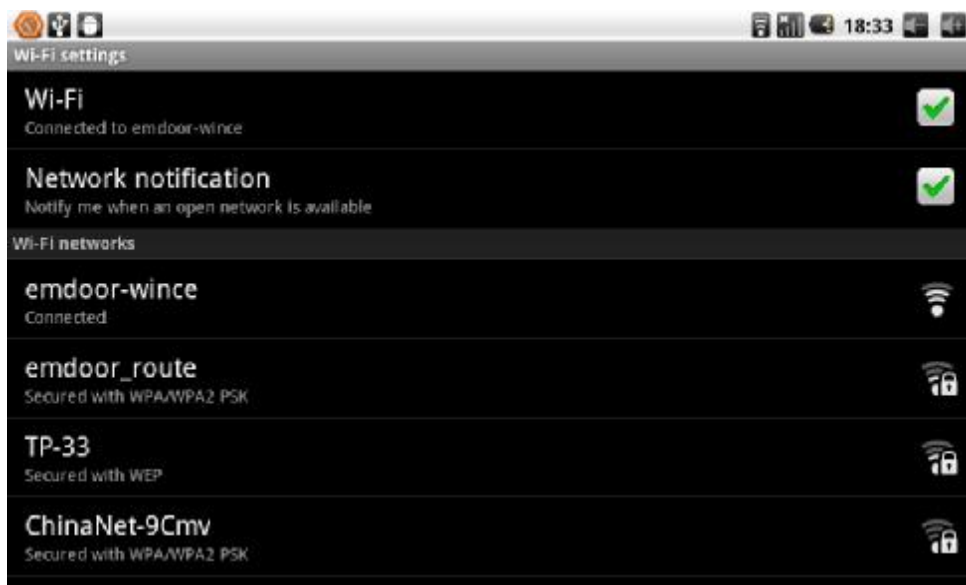 18:33
Wi-Fi settings
Wi-Fi
Connected to emdoor-wince
Network notification
Notify me when an open network is available
Wi-Fi networks
emdoor-wince
Connected
emdoor_route
Secured with WPA/WPA2 PSK
TP-33
Secured with WEP
ChinaNet-9Cmv
Secured with WPA/WPA2 PSK